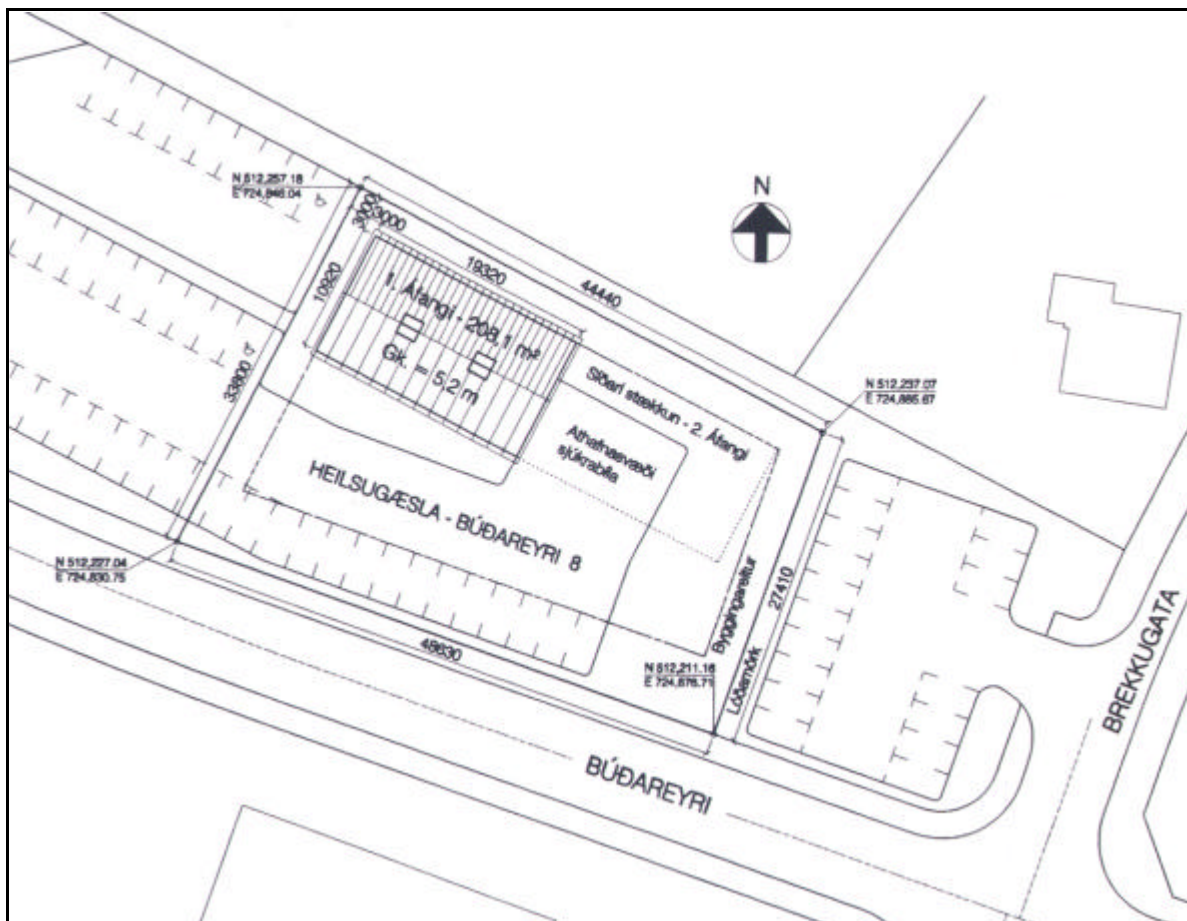 N 512,257.18
E 724,846.04
N
3000
3000
10920
19320
44440
1. Áfangi - 208,1 m²
Gk. = 5,2 m
Síðari stækkun - 2. Áfangi
N 512,237.07
E 724,885.67
Athafnasvæði
sjúkrabíla
33800
HEILSUGÆSLA - BÚÐAREYRI 8
N 512,227.04
E 724,830.75
48630
Byggingareitur
27410
N 512,211.16
E 724,876.71
Lóðamörk
BÚÐAREYRI
BREKKUGATA